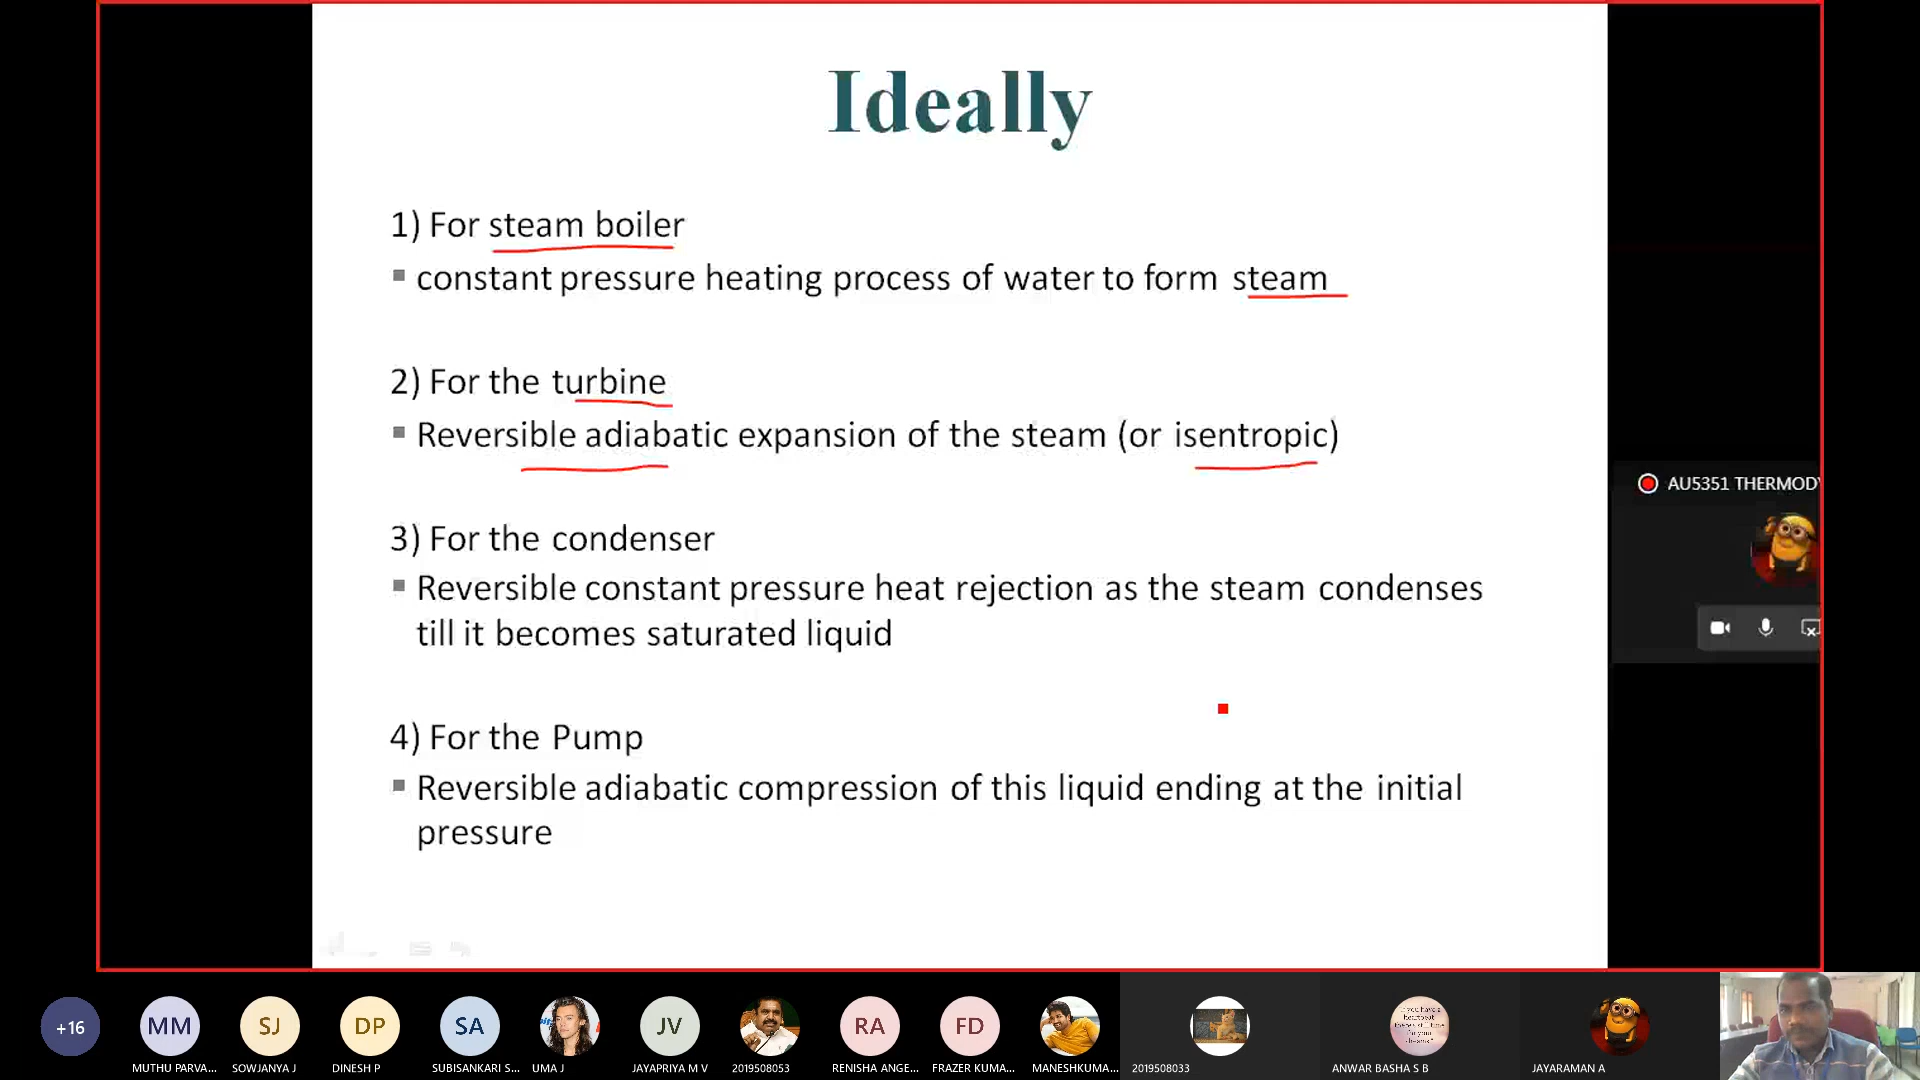 Ideally
1) For steam boiler
▪ constant pressure heating process of water to form steam
2) For the turbine
▪ Reversible adiabatic expansion of the steam (or isentropic)
3) For the condenser
▪ Reversible constant pressure heat rejection as the steam condenses
till it becomes saturated liquid
4) For the Pump
▪ Reversible adiabatic compression of this liquid ending at the initial
pressure
AU5351 THERMODY
+16
MM
SJ
DP
SA
JV
RA
FD
MUTHU PARVA...
SOWJANYA J
DINESH P
SUBISANKARI S...
UMA J
JAYAPRIYA M V
2019508053
RENISHA ANGE...
FRAZER KUMA...
MANESHKUMA...
2019508033
ANWAR BASHA S B
JAYARAMAN A